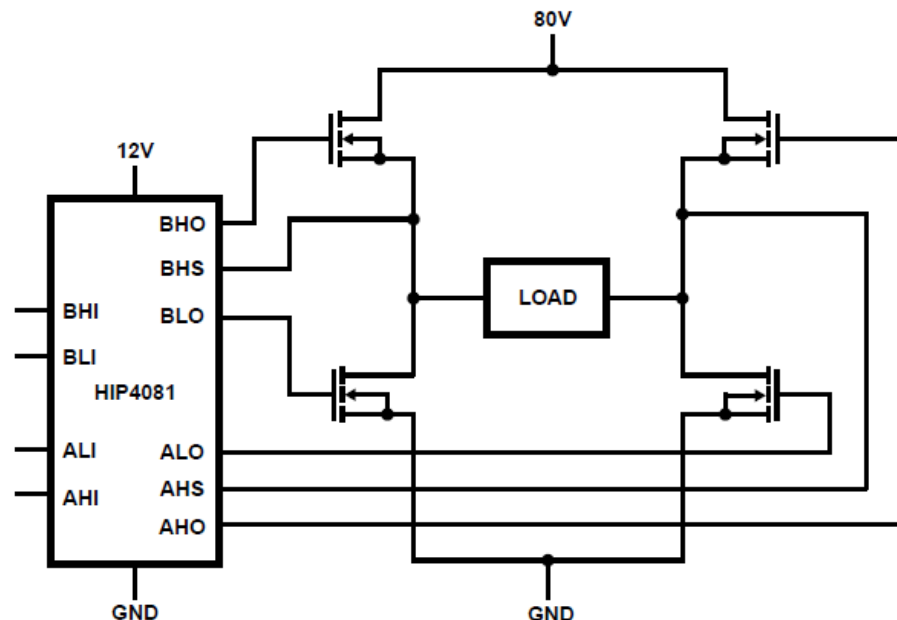 80V
12V
BHO
BHS
BHI
BLO
BLI
LOAD
HIP4081
ALI
ALO
AHI
AHS
AHO
GND
GND